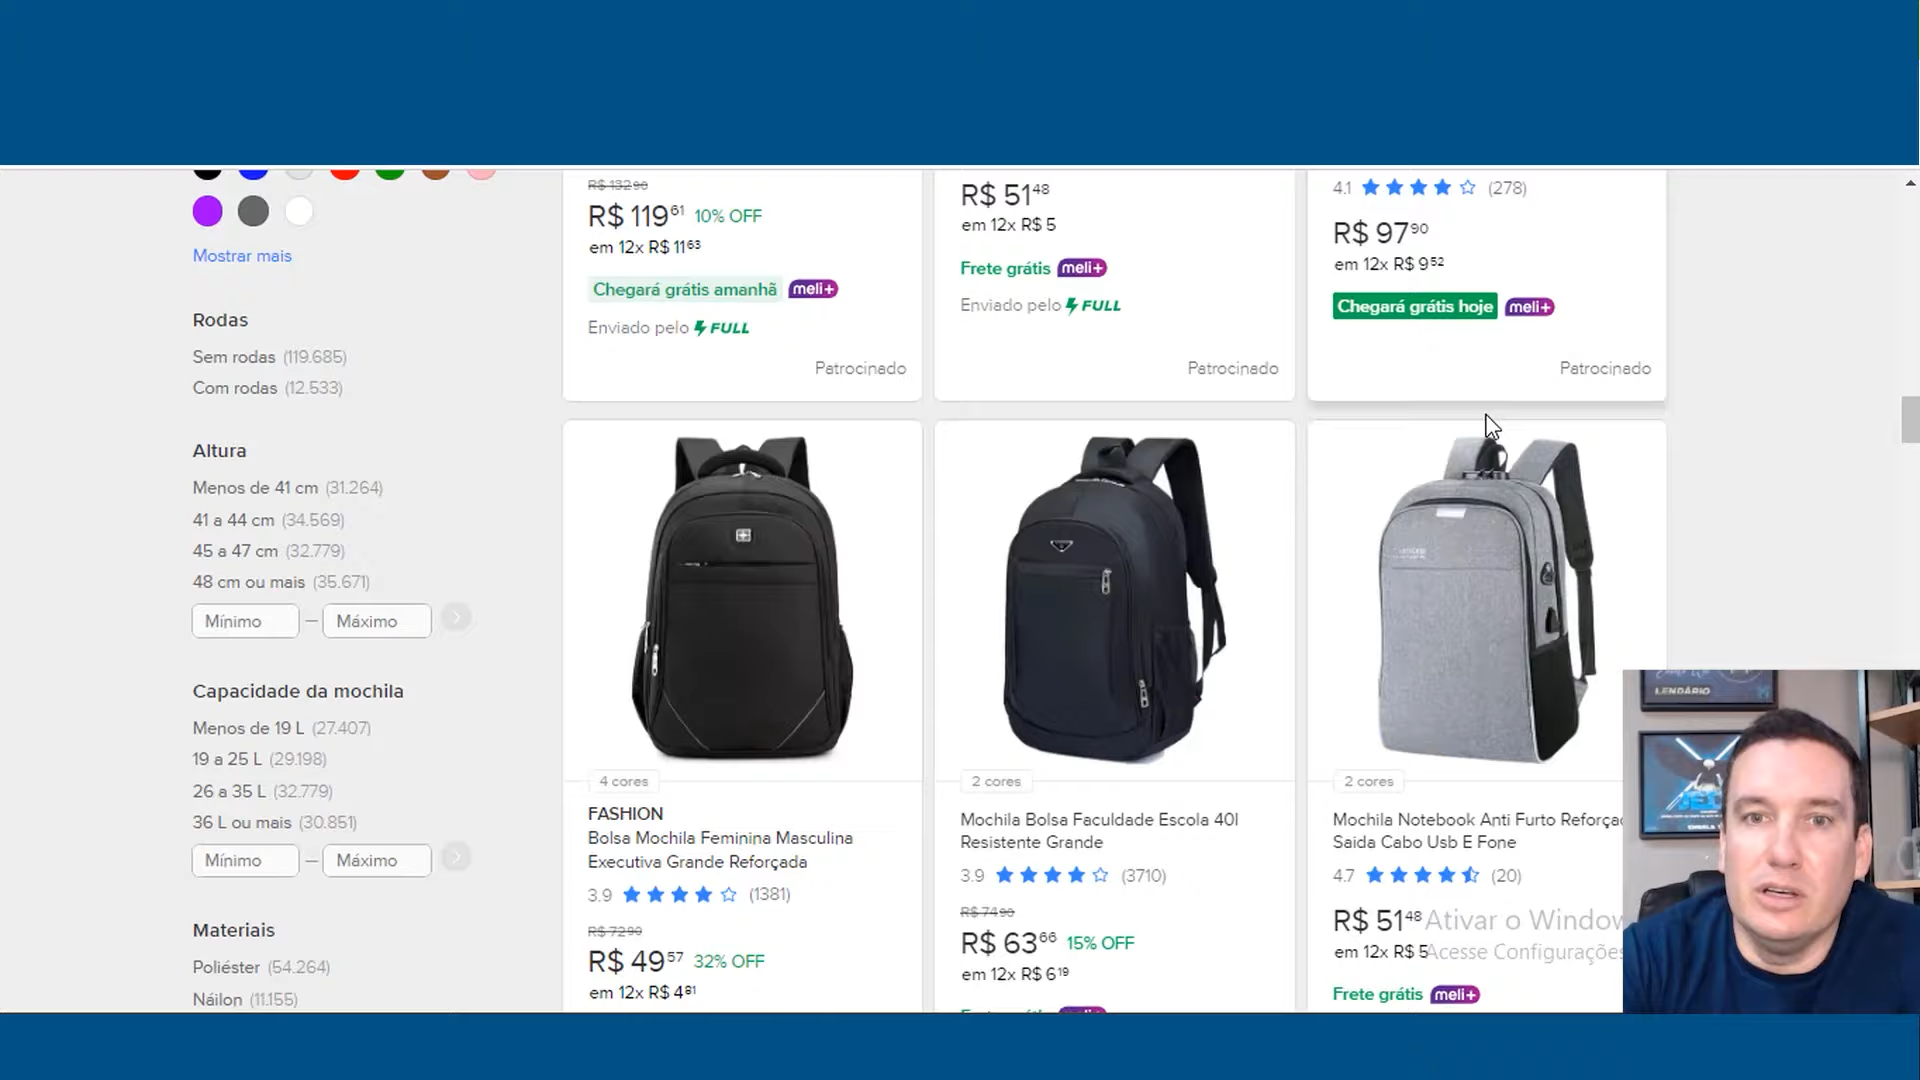 Mostrar mais
Rodas
Sem rodas (119.685)
Com rodas (12.533)
Altura
Menos de 41 cm (31.264)
41 a 44 cm (34.569)
45 a 47 cm (32.779)
48 cm ou mais (35.671)
Mínimo — Máximo
Capacidade da mochila
Menos de 19 L (27.407)
19 a 25 L (29.198)
26 a 35 L (32.779)
36 L ou mais (30.851)
Mínimo — Máximo
Materiais
Poliéster (54.264)
Náilon (11.155)
R$ 132,90
R$ 119 61 10% OFF
em 12x R$ 11 63
Chegará grátis amanhã meli+
Enviado pelo FULL
Patrocinado
R$ 51 48
em 12x R$ 5
Frete grátis meli+
Enviado pelo FULL
Patrocinado
4.1 (278)
R$ 97 90
em 12x R$ 9 52
Chegará grátis hoje meli+
Patrocinado
4 cores
FASHION
Bolsa Mochila Feminina Masculina
Executiva Grande Reforçada
3.9 (1381)
R$ 72 90
R$ 49 57 32% OFF
em 12x R$ 4 81
2 cores
Mochila Bolsa Faculdade Escola 40l
Resistente Grande
3.9 (3710)
R$ 74 90
R$ 63 66 15% OFF
em 12x R$ 6 19
2 cores
Mochila Notebook Anti Furto Reforçad
Saida Cabo Usb E Fone
4.7 (20)
R$ 51 48
em 12x R$ 5
Frete grátis meli+
Ativar o Window
Acesse Configurações
LENDÁRIO